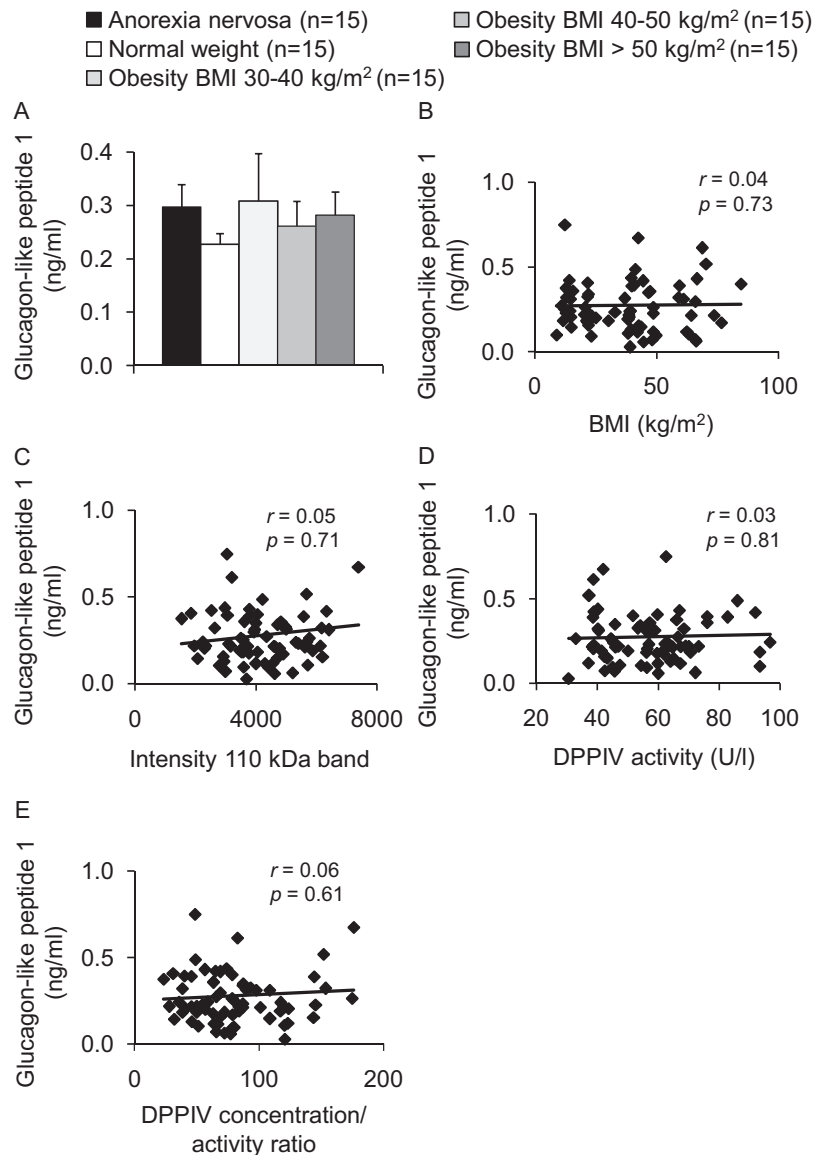 Anorexia nervosa (n=15)
Normal weight (n=15)
Obesity BMI 30-40 kg/m² (n=15)
Obesity BMI 40-50 kg/m² (n=15)
Obesity BMI > 50 kg/m² (n=15)
A
Glucagon-like peptide 1
(ng/ml)
0.4
0.3
0.2
0.1
0.0
B
Glucagon-like peptide 1
(ng/ml)
1.0
0.5
0.0
r = 0.04
p = 0.73
0 50 100
BMI (kg/m²)
C
Glucagon-like peptide 1
(ng/ml)
1.0
0.5
0.0
r = 0.05
p = 0.71
0 4000 8000
Intensity 110 kDa band
D
Glucagon-like peptide 1
(ng/ml)
1.0
0.5
0.0
r = 0.03
p = 0.81
20 40 60 80 100
DPPIV activity (U/l)
E
Glucagon-like peptide 1
(ng/ml)
1.0
0.5
0.0
r = 0.06
p = 0.61
0 100 200
DPPIV concentration/
activity ratio